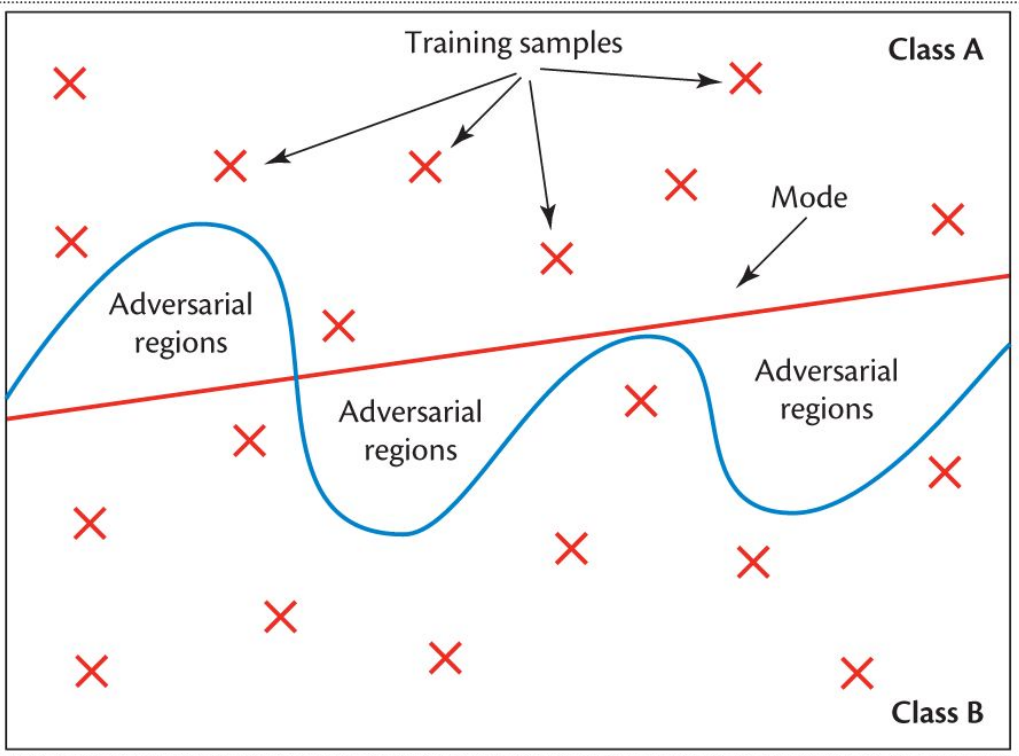 Training samples
Class A
Mode
Adversarial
regions
Adversarial
regions
Adversarial
regions
Class B